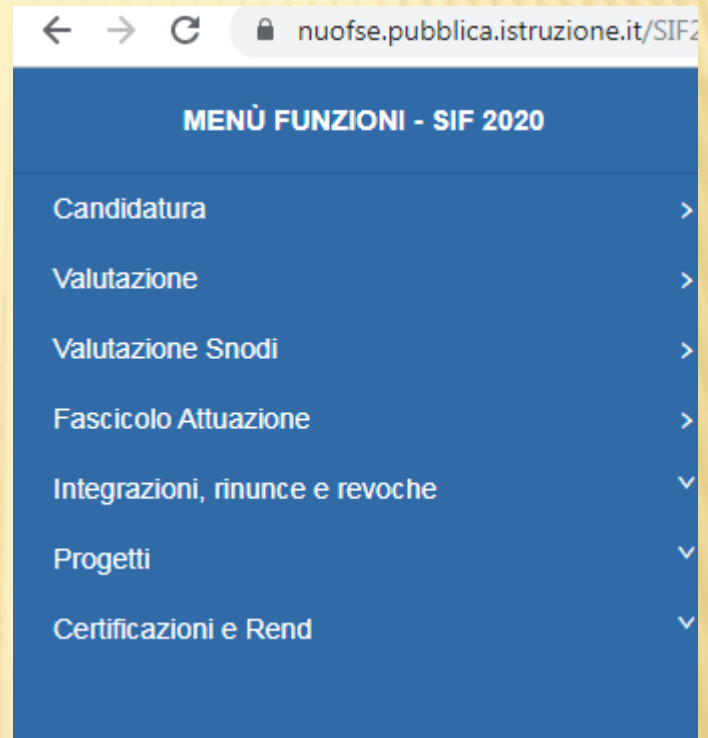 nuofse.pubblica.istruzione.it/SIF2
MENÙ FUNZIONI - SIF 2020
Candidatura
Valutazione
Valutazione Snodi
Fascicolo Attuazione
Integrazioni, rinunce e revoche
Progetti
Certificazioni e Rend